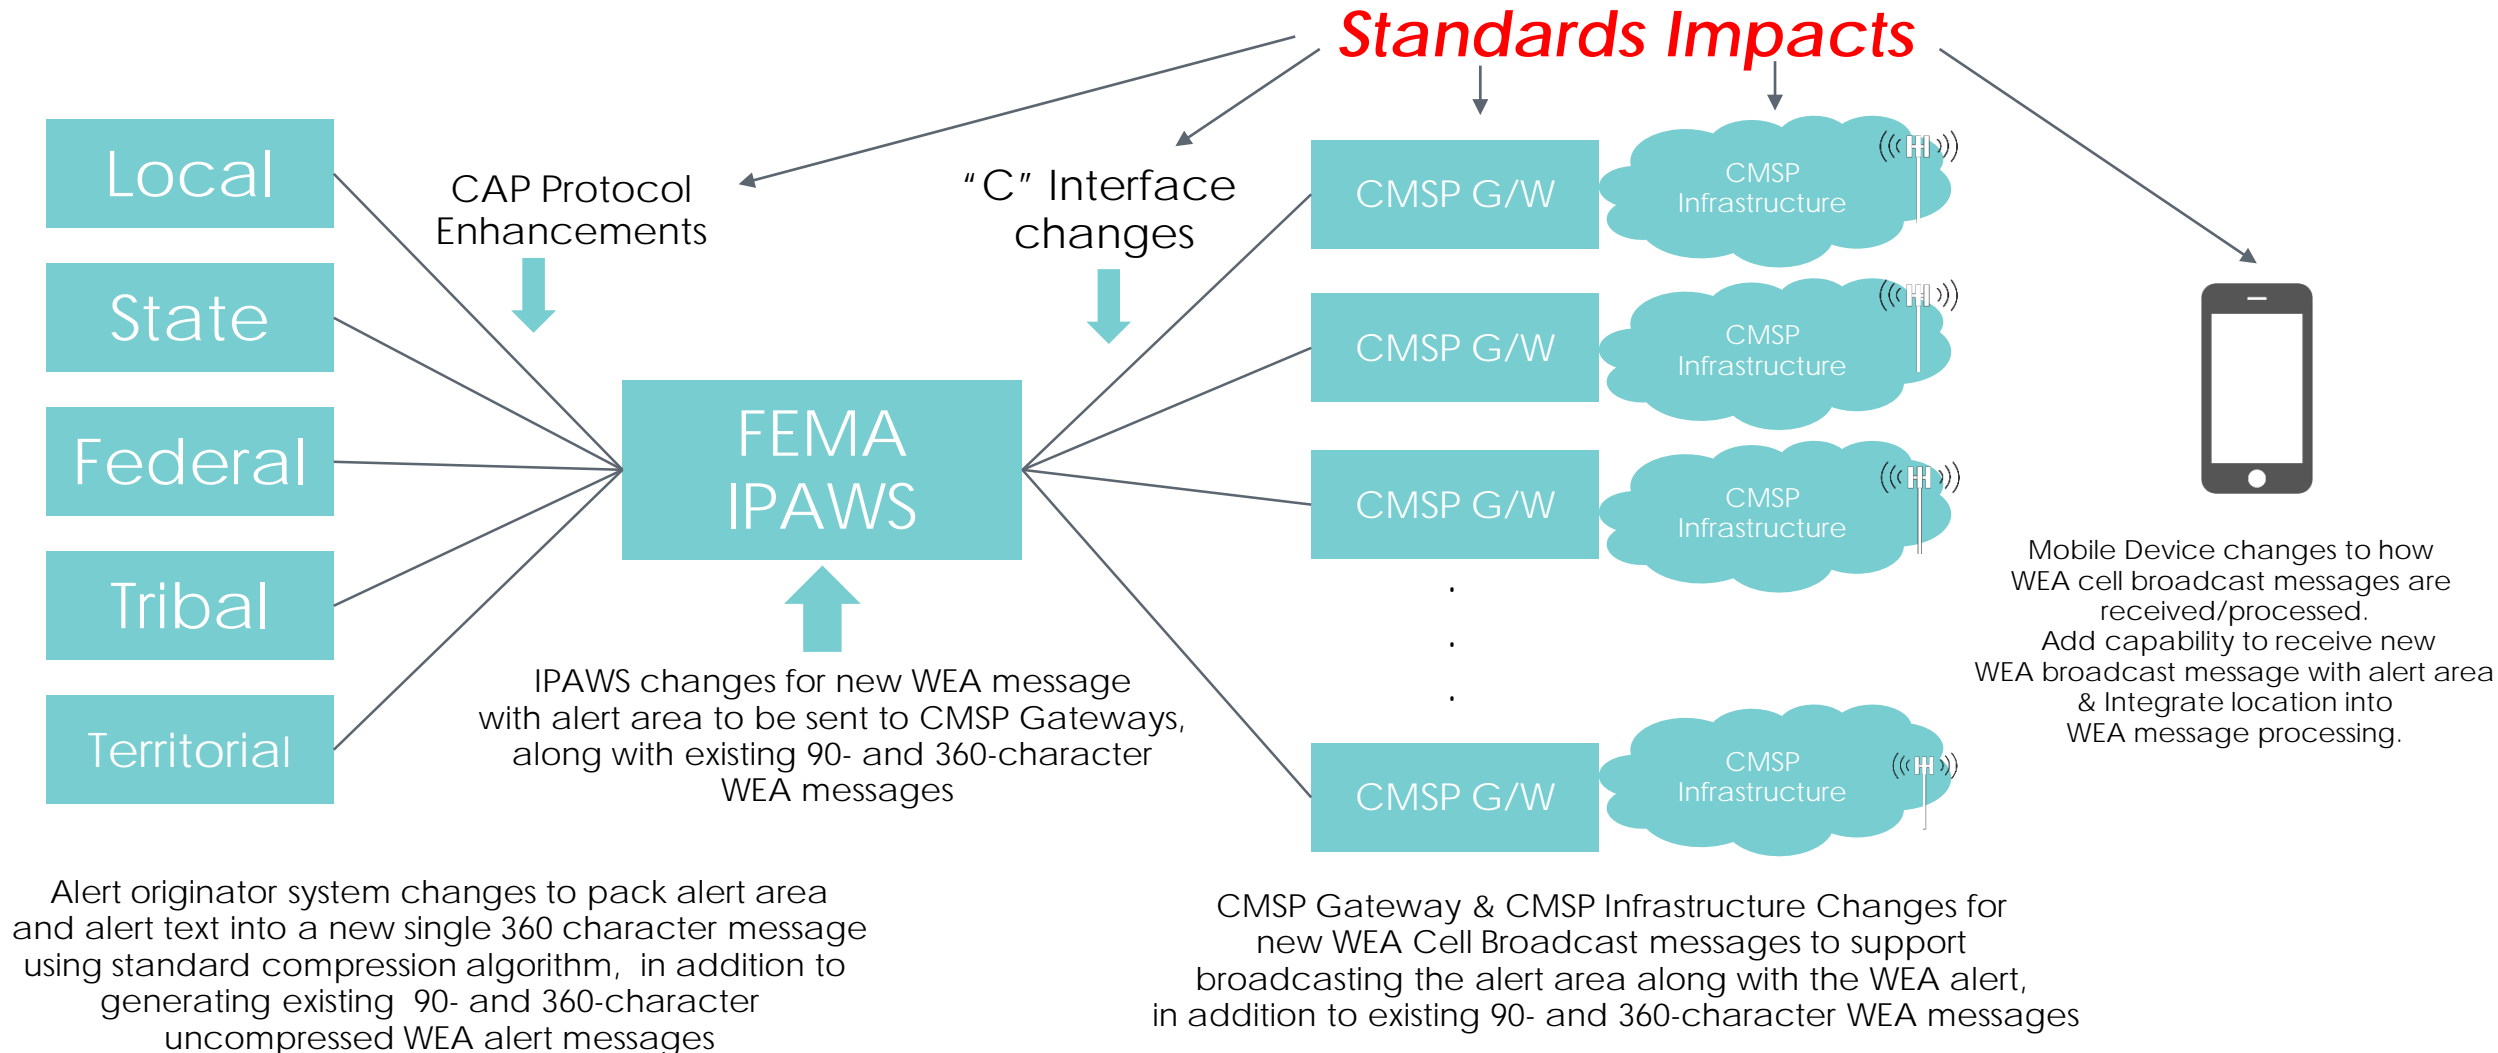 Standards Impacts
Local
State
Federal
Tribal
Territorial
CAP Protocol
Enhancements
"C" Interface
changes
FEMA
IPAWS
IPAWS changes for new WEA message
with alert area to be sent to CMSP Gateways,
along with existing 90- and 360-character
WEA messages
CMSP G/W
CMSP
Infrastructure
CMSP G/W
CMSP
Infrastructure
CMSP G/W
CMSP
Infrastructure
.
.
.
CMSP G/W
CMSP
Infrastructure
Mobile Device changes to how
WEA cell broadcast messages are
received/processed.
Add capability to receive new
WEA broadcast message with alert area
& Integrate location into
WEA message processing.
Alert originator system changes to pack alert area
and alert text into a new single 360 character message
using standard compression algorithm, in addition to
generating existing 90- and 360-character
uncompressed WEA alert messages
CMSP Gateway & CMSP Infrastructure Changes for
new WEA Cell Broadcast messages to support
broadcasting the alert area along with the WEA alert,
in addition to existing 90- and 360-character WEA messages